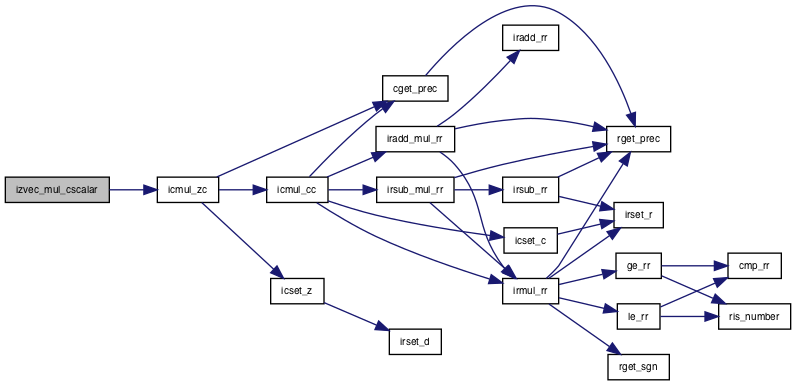 iradd_rr
cget_prec
iradd_mul_rr
rget_prec
izvec_mul_cscalar
icmul_zc
icmul_cc
irsub_mul_rr
irsub_rr
irset_r
icset_c
ge_rr
cmp_rr
icset_z
irmul_rr
le_rr
ris_number
irset_d
rget_sgn